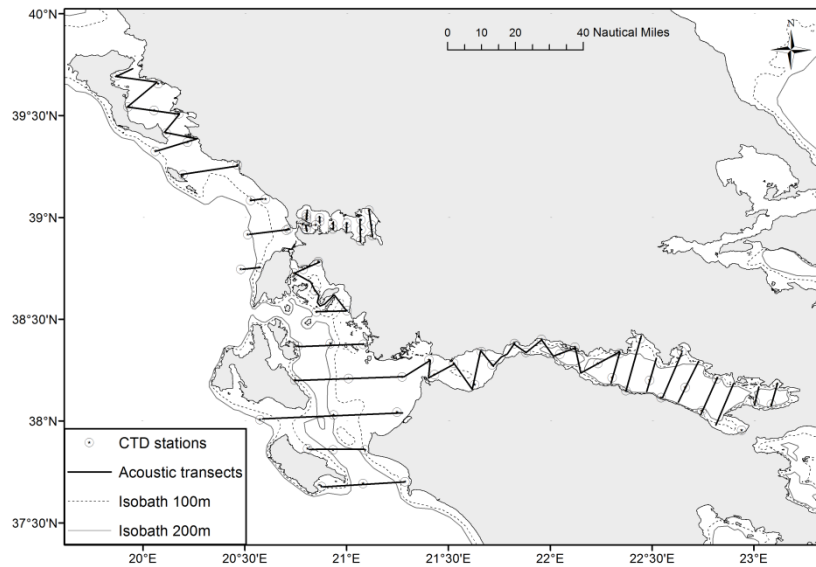 40°N
0 10 20 40 Nautical Miles
N
39°30'N
39°N
38°30'N
38°N
37°30'N
CTD stations
Acoustic transects
Isobath 100m
Isobath 200m
20°E
20°30'E
21°E
21°30'E
22°E
22°30'E
23°E